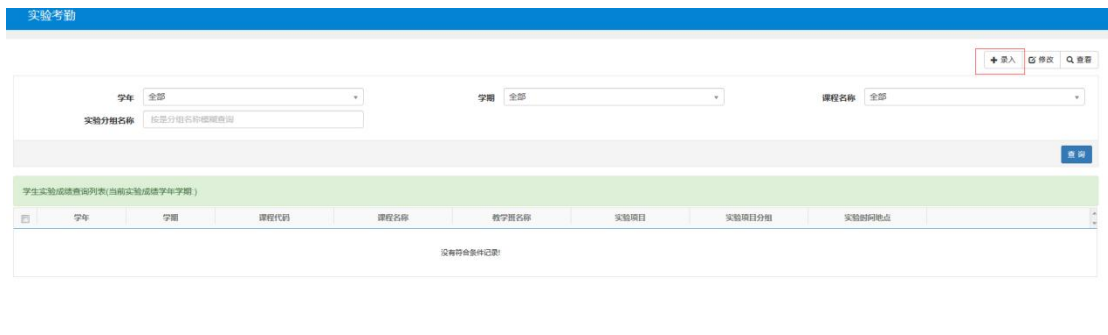 实验考勤
录入 修改 查看
学年 全部 学期 全部 课程名称 全部
实验分组名称 按显分组名称模糊查询
查询
学生实验成绩查询列表(当前实验成绩学年学期:)
学年 学期 课程代码 课程名称 教学班名称 实验项目 实验项目分组 实验时间地点
没有符合条件记录!